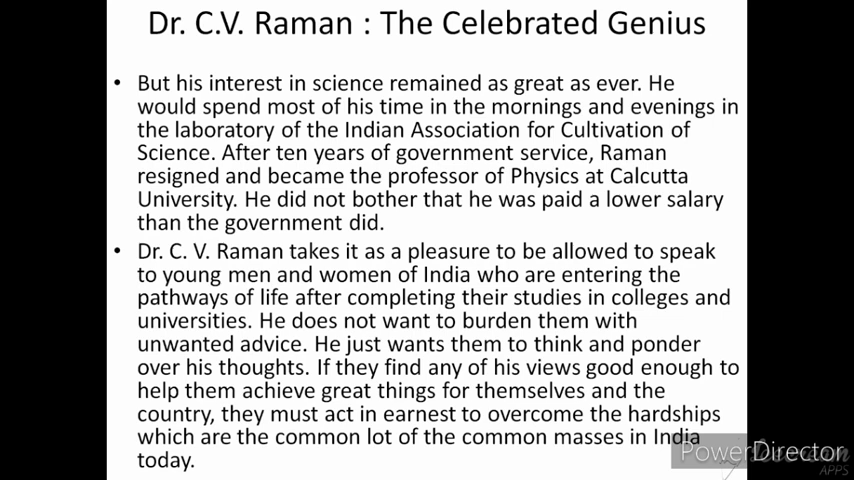 Dr. C.V. Raman : The Celebrated Genius
• But his interest in science remained as great as ever. He
would spend most of his time in the mornings and evenings in
the laboratory of the Indian Association for Cultivation of
Science. After ten years of government service, Raman
resigned and became the professor of Physics at Calcutta
University. He did not bother that he was paid a lower salary
than the government did.
• Dr. C. V. Raman takes it as a pleasure to be allowed to speak
to young men and women of India who are entering the
pathways of life after completing their studies in colleges and
universities. He does not want to burden them with
unwanted advice. He just wants them to think and ponder
over his thoughts. If they find any of his views good enough to
help them achieve great things for themselves and the
country, they must act in earnest to overcome the hardships
which are the common lot of the common masses in India
today.
PowerDirector
APPS